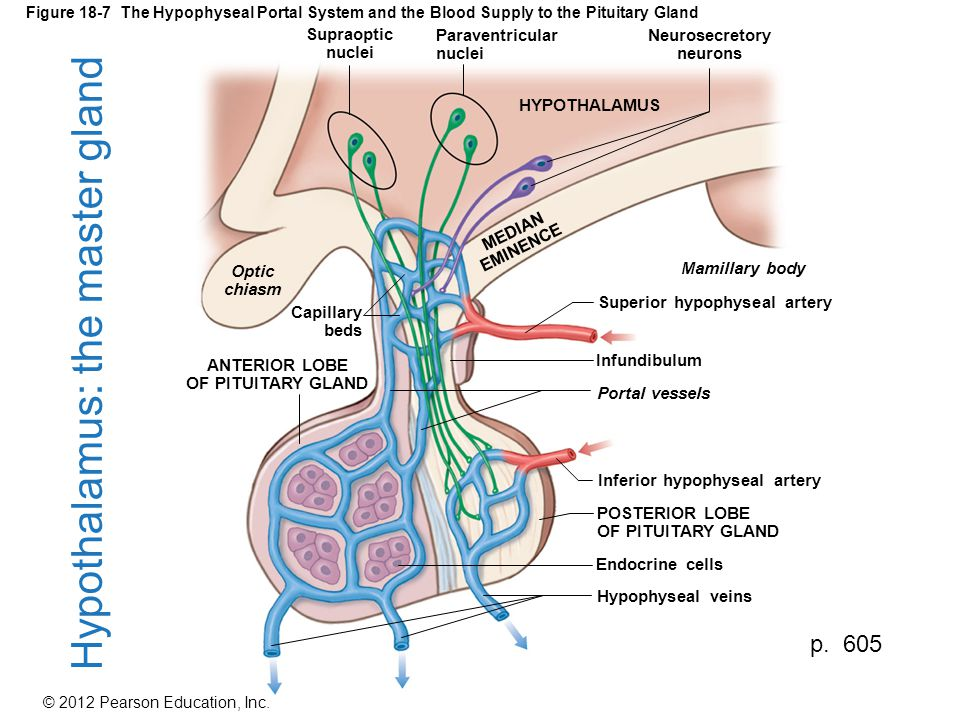 Figure 18-7  The Hypophyseal Portal System and the Blood Supply to the Pituitary Gland
Hypothalamus: the master gland
Supraoptic
nuclei
Paraventricular
nuclei
Neurosecretory
neurons
HYPOTHALAMUS
MEDIAN
EMINENCE
Optic
chiasm
Mamillary body
Capillary
beds
Superior hypophyseal artery
Infundibulum
ANTERIOR LOBE
OF PITUITARY GLAND
Portal vessels
Inferior hypophyseal artery
POSTERIOR LOBE
OF PITUITARY GLAND
Endocrine cells
Hypophyseal veins
p. 605
© 2012 Pearson Education, Inc.